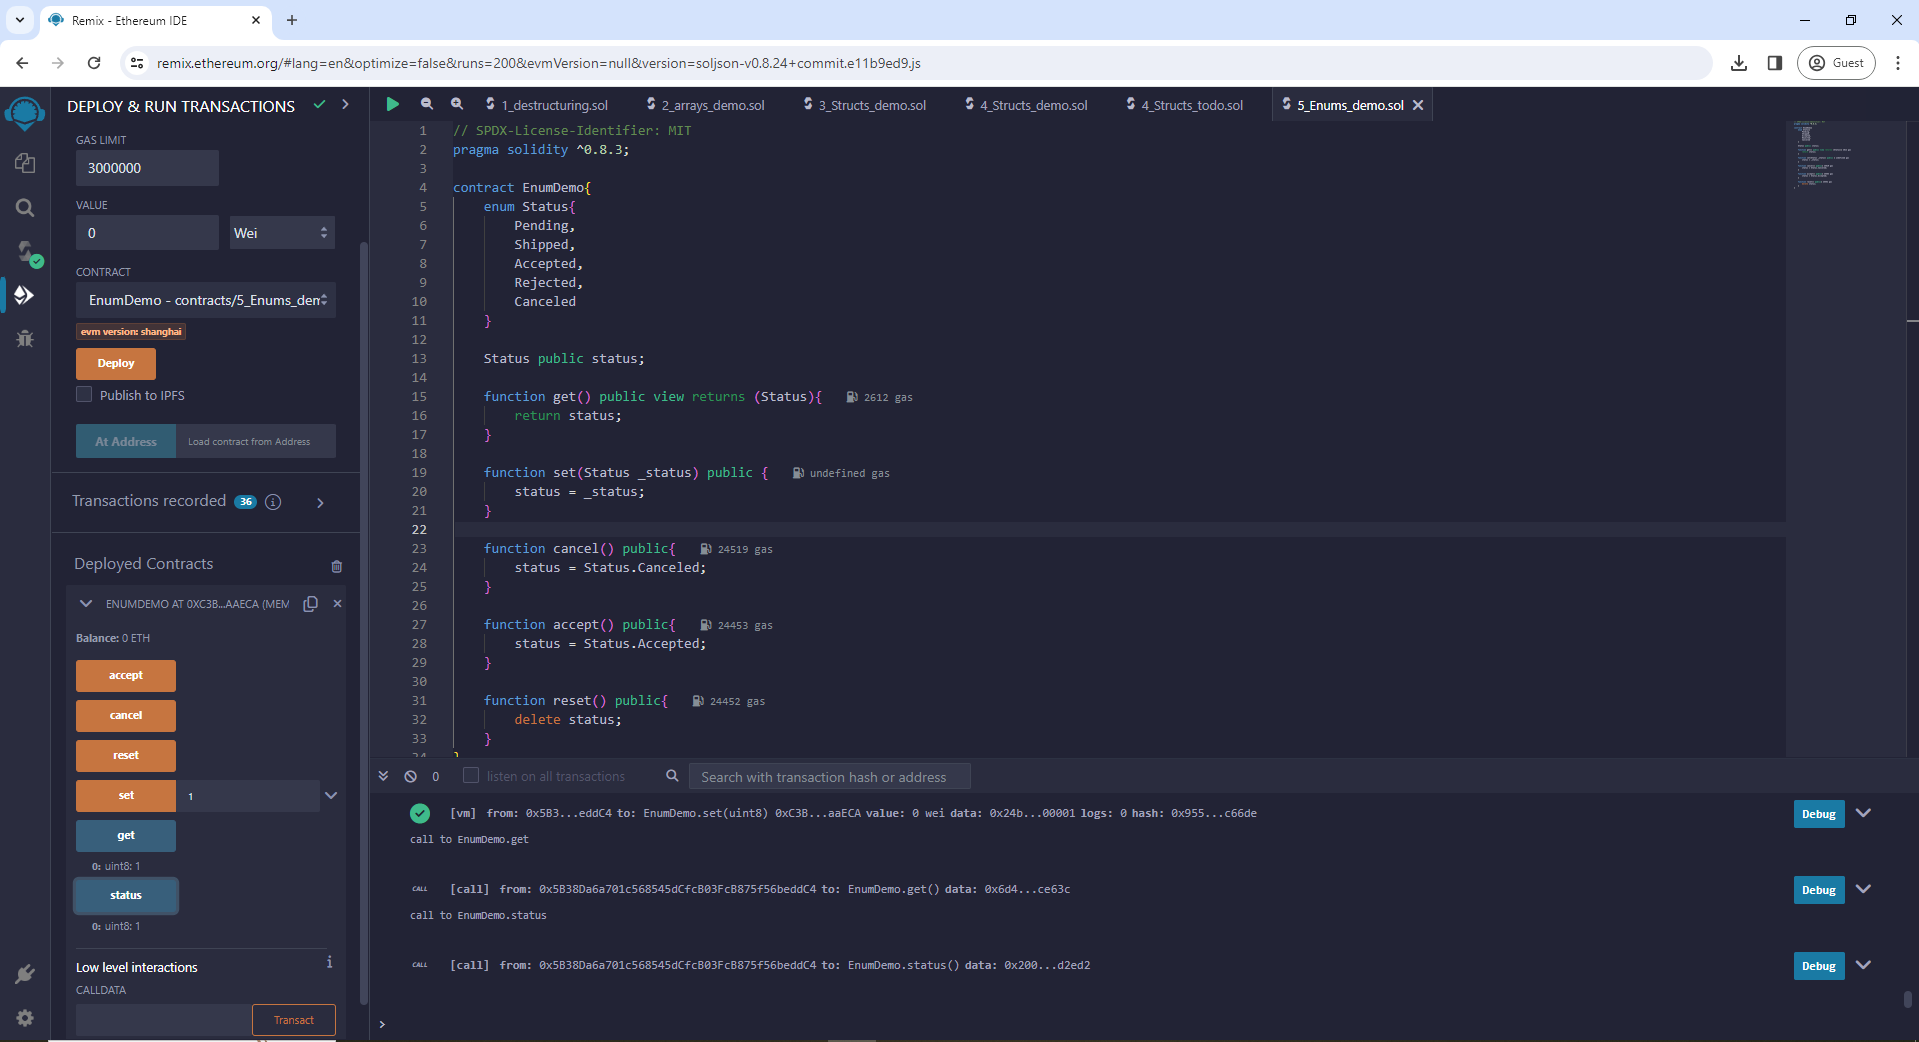 Remix - Ethereum IDE
remix.ethereum.org/#lang=en&optimize=false&runs=200&evmVersion=null&version=soljson-v0.8.24+commit.e11b9ed9.js
Guest
DEPLOY & RUN TRANSACTIONS
GAS LIMIT
3000000
VALUE
0
Wei
CONTRACT
EnumDemo - contracts/5_Enums_dem
evm version: shanghai
Deploy
Publish to IPFS
At Address
Load contract from Address
Transactions recorded 36 i
Deployed Contracts
ENUMDEMO AT 0XC3B...AAECA (MEM
Balance: 0 ETH
accept
cancel
reset
set
1
get
0: uint8: 1
status
0: uint8: 1
Low level interactions
i
CALLDATA
Transact
1_destructuring.sol
2_arrays_demo.sol
3_Structs_demo.sol
4_Structs_demo.sol
4_Structs_todo.sol
5_Enums_demo.sol
1 // SPDX-License-Identifier: MIT
2 pragma solidity ^0.8.3;
3
4 contract EnumDemo{
5 enum Status{
6 Pending,
7 Shipped,
8 Accepted,
9 Rejected,
10 Canceled
11 }
12
13 Status public status;
14
15 function get() public view returns (Status){ 2612 gas
16 return status;
17 }
18
19 function set(Status _status) public { undefined gas
20 status = _status;
21 }
22
23 function cancel() public{ 24519 gas
24 status = Status.Canceled;
25 }
26
27 function accept() public{ 24453 gas
28 status = Status.Accepted;
29 }
30
31 function reset() public{ 24452 gas
32 delete status;
33 }
34 }
0
listen on all transactions
Search with transaction hash or address
[vm] from: 0x5B3...eddC4 to: EnumDemo.set(uint8) 0xC3B...aaECA value: 0 wei data: 0x24b...00001 logs: 0 hash: 0x955...c66de
Debug
call to EnumDemo.get
CALL [call] from: 0x5B38Da6a701c568545dCfcB03FcB875f56beddC4 to: EnumDemo.get() data: 0x6d4...ce63c
Debug
call to EnumDemo.status
CALL [call] from: 0x5B38Da6a701c568545dCfcB03FcB875f56beddC4 to: EnumDemo.status() data: 0x200...d2ed2
Debug
>